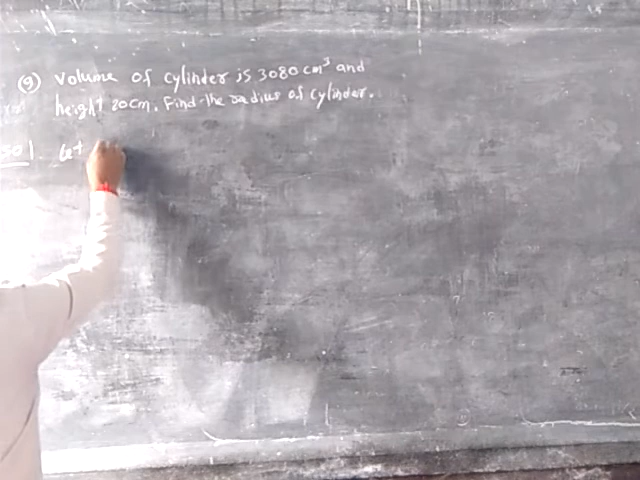 (9) Volume of cylinder is 3080 cm³ and
height 20cm. Find the radius of cylinder.
Sol. Let